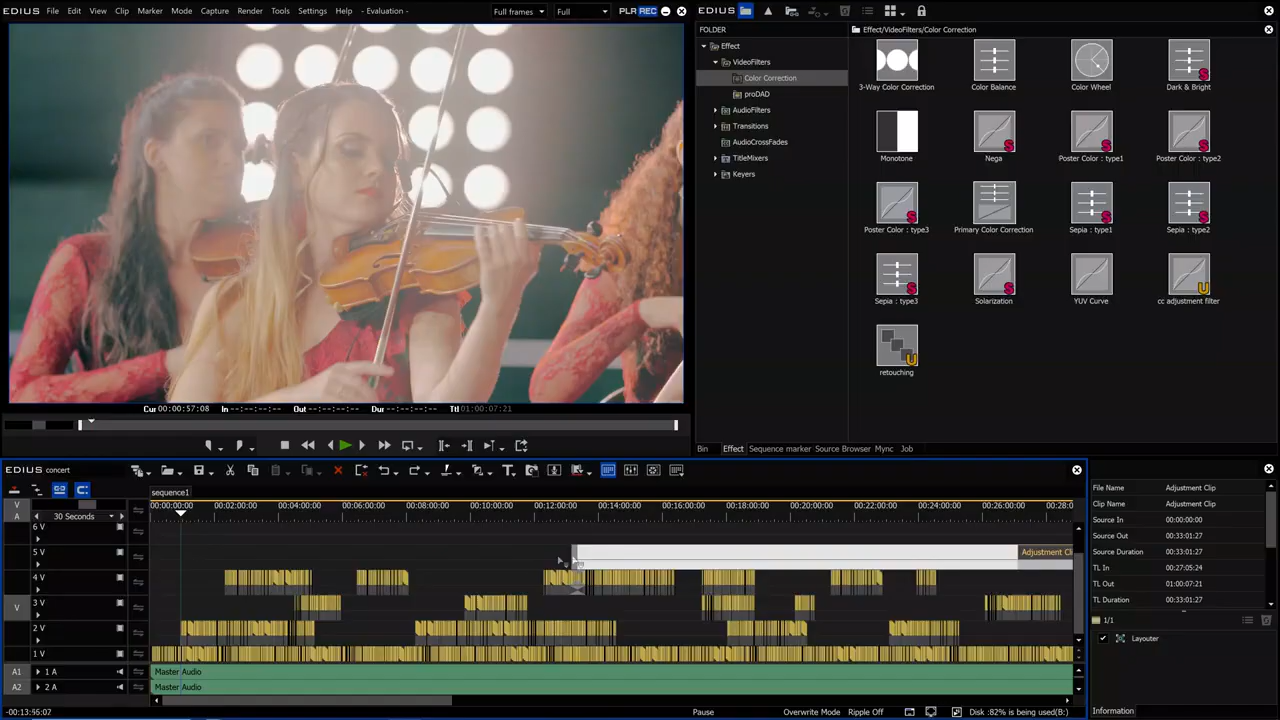 EDIUS File Edit View Clip Marker Mode Capture Render Tools Settings Help - Evaluation - Full frames Full PLR REC
Cur 00:00:57:08 In --:--:--:-- Out --:--:--:-- Dur --:--:--:-- Ttl 01:00:07:21
EDIUS
FOLDER
Effect
VideoFilters
Color Correction
proDAD
AudioFilters
Transitions
AudioCrossFades
TitleMixers
Keyers
Effect/VideoFilters/Color Correction
3-Way Color Correction Color Balance Color Wheel Dark & Bright
Monotone Nega Poster Color : type1 Poster Color : type2
Poster Color : type3 Primary Color Correction Sepia : type1 Sepia : type2
Sepia : type3 Solarization YUV Curve cc adjustment filter
retouching
Bin Effect Sequence marker Source Browser Mync Job
EDIUS concert
sequence1
V
A
30 Seconds
00:00:00:00 00:02:00:00 00:04:00:00 00:06:00:00 00:08:00:00 00:10:00:00 00:12:00:00 00:14:00:00 00:16:00:00 00:18:00:00 00:20:00:00 00:22:00:00 00:24:00:00 00:26:00:00 00:28:0
6 V
5 V Adjustment Cl
4 V
V 3 V
2 V
1 V
A1 1 A Master Audio
A2 2 A Master Audio
-00:13:55:07 Pause Overwrite Mode Ripple Off Disk :82% is being used(B:)
File Name Adjustment Clip
Clip Name Adjustment Clip
Source In 00:00:00:00
Source Out 00:33:01:27
Source Duration 00:33:01:27
TL In 00:27:05:24
TL Out 01:00:07:21
TL Duration 00:33:01:27
1/1
Layouter
Information